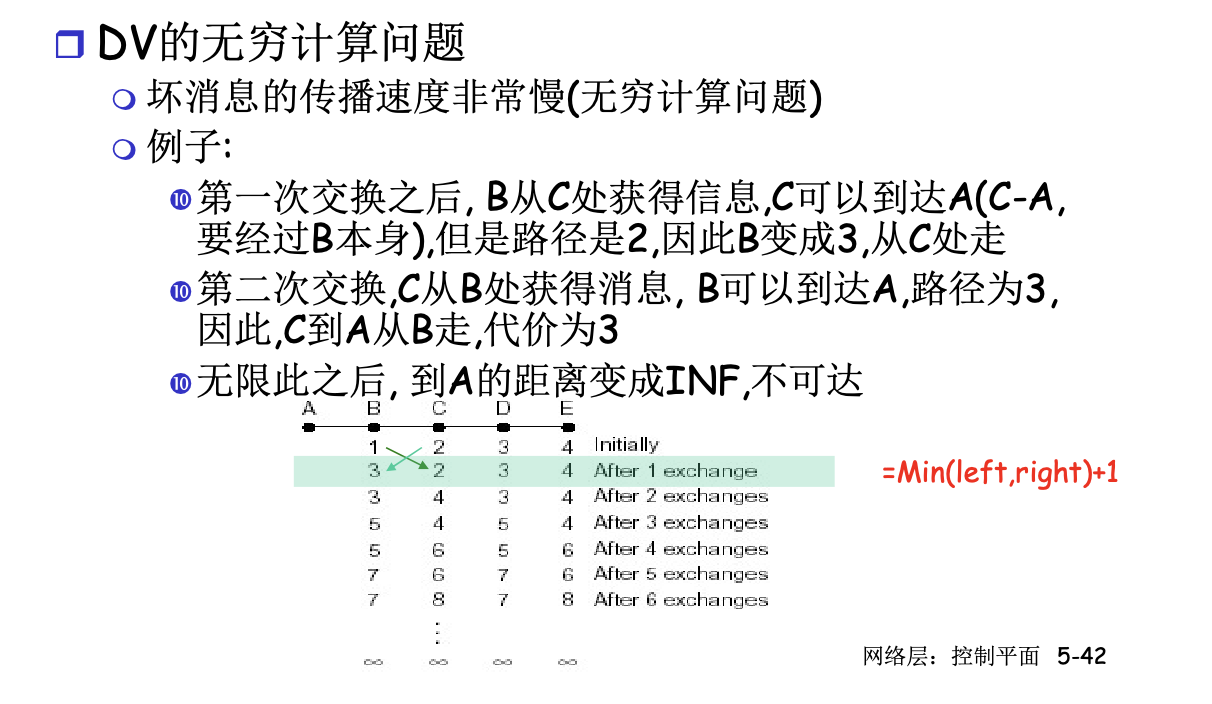 DV的无穷计算问题
坏消息的传播速度非常慢(无穷计算问题)
例子:
⑩第一次交换之后, B从C处获得信息,C可以到达A(C-A,
要经过B本身),但是路径是2,因此B变成3,从C处走
⑩第二次交换,C从B处获得消息, B可以到达A,路径为3,
因此,C到A从B走,代价为3
⑩无限此之后, 到A的距离变成INF,不可达
A B C D E
1 2 3 4 Initially
3 2 3 4 After 1 exchange
=Min(left,right)+1
3 4 3 4 After 2 exchanges
5 4 5 4 After 3 exchanges
5 6 5 6 After 4 exchanges
7 6 7 6 After 5 exchanges
7 8 7 8 After 6 exchanges
⋮
∞ ∞ ∞ ∞
网络层：控制平面 5-42